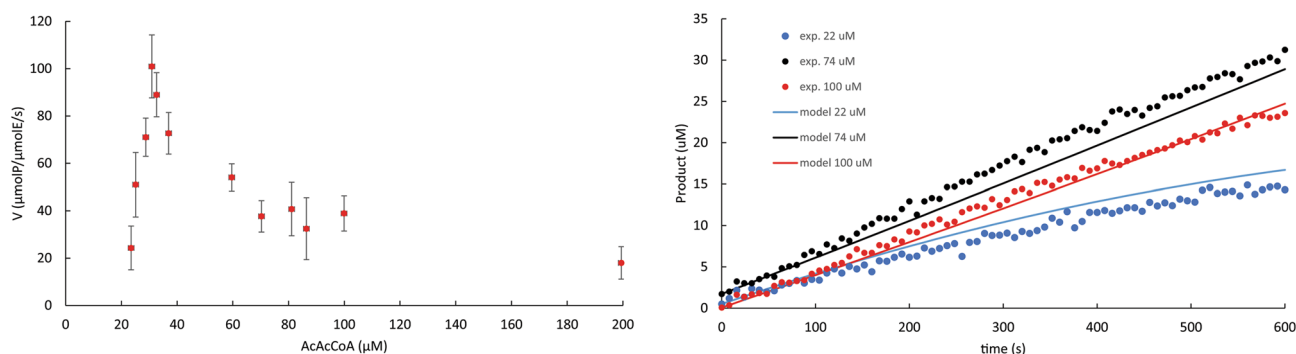 120
100
80
60
40
20
0
V (µmolP/µmolE/s)
0 20 40 60 80 100 120 140 160 180 200
AcAcCoA (µM)
35
30
25
20
15
10
5
0
Product (uM)
exp. 22 uM
exp. 74 uM
exp. 100 uM
model 22 uM
model 74 uM
model 100 uM
0 100 200 300 400 500 600
time (s)